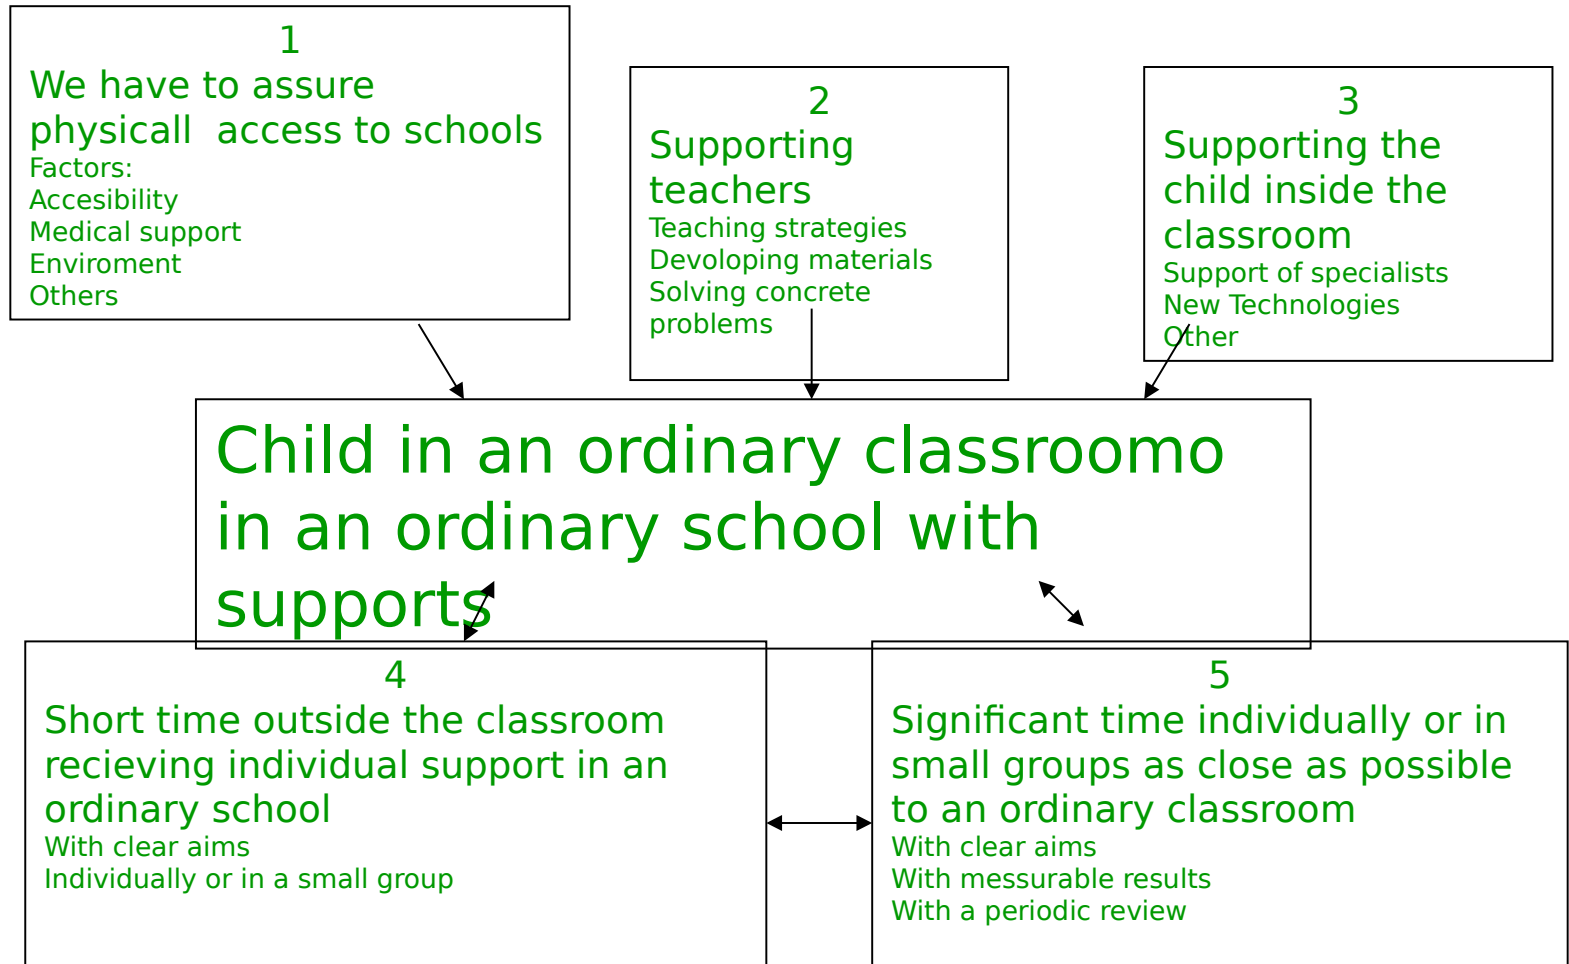 1
We have to assure
physicall  access to schools
Factors:
Accesibility
Medical support
Enviroment
Others
2
Supporting
teachers
Teaching strategies
Devoloping materials
Solving concrete
problems
3
Supporting the
child inside the
classroom
Support of specialists
New Technologies
Other
Child in an ordinary classroomo
in an ordinary school with
supports
4
Short time outside the classroom
recieving individual support in an
ordinary school
With clear aims
Individually or in a small group
5
Significant time individually or in
small groups as close as possible
to an ordinary classroom
With clear aims
With messurable results
With a periodic review